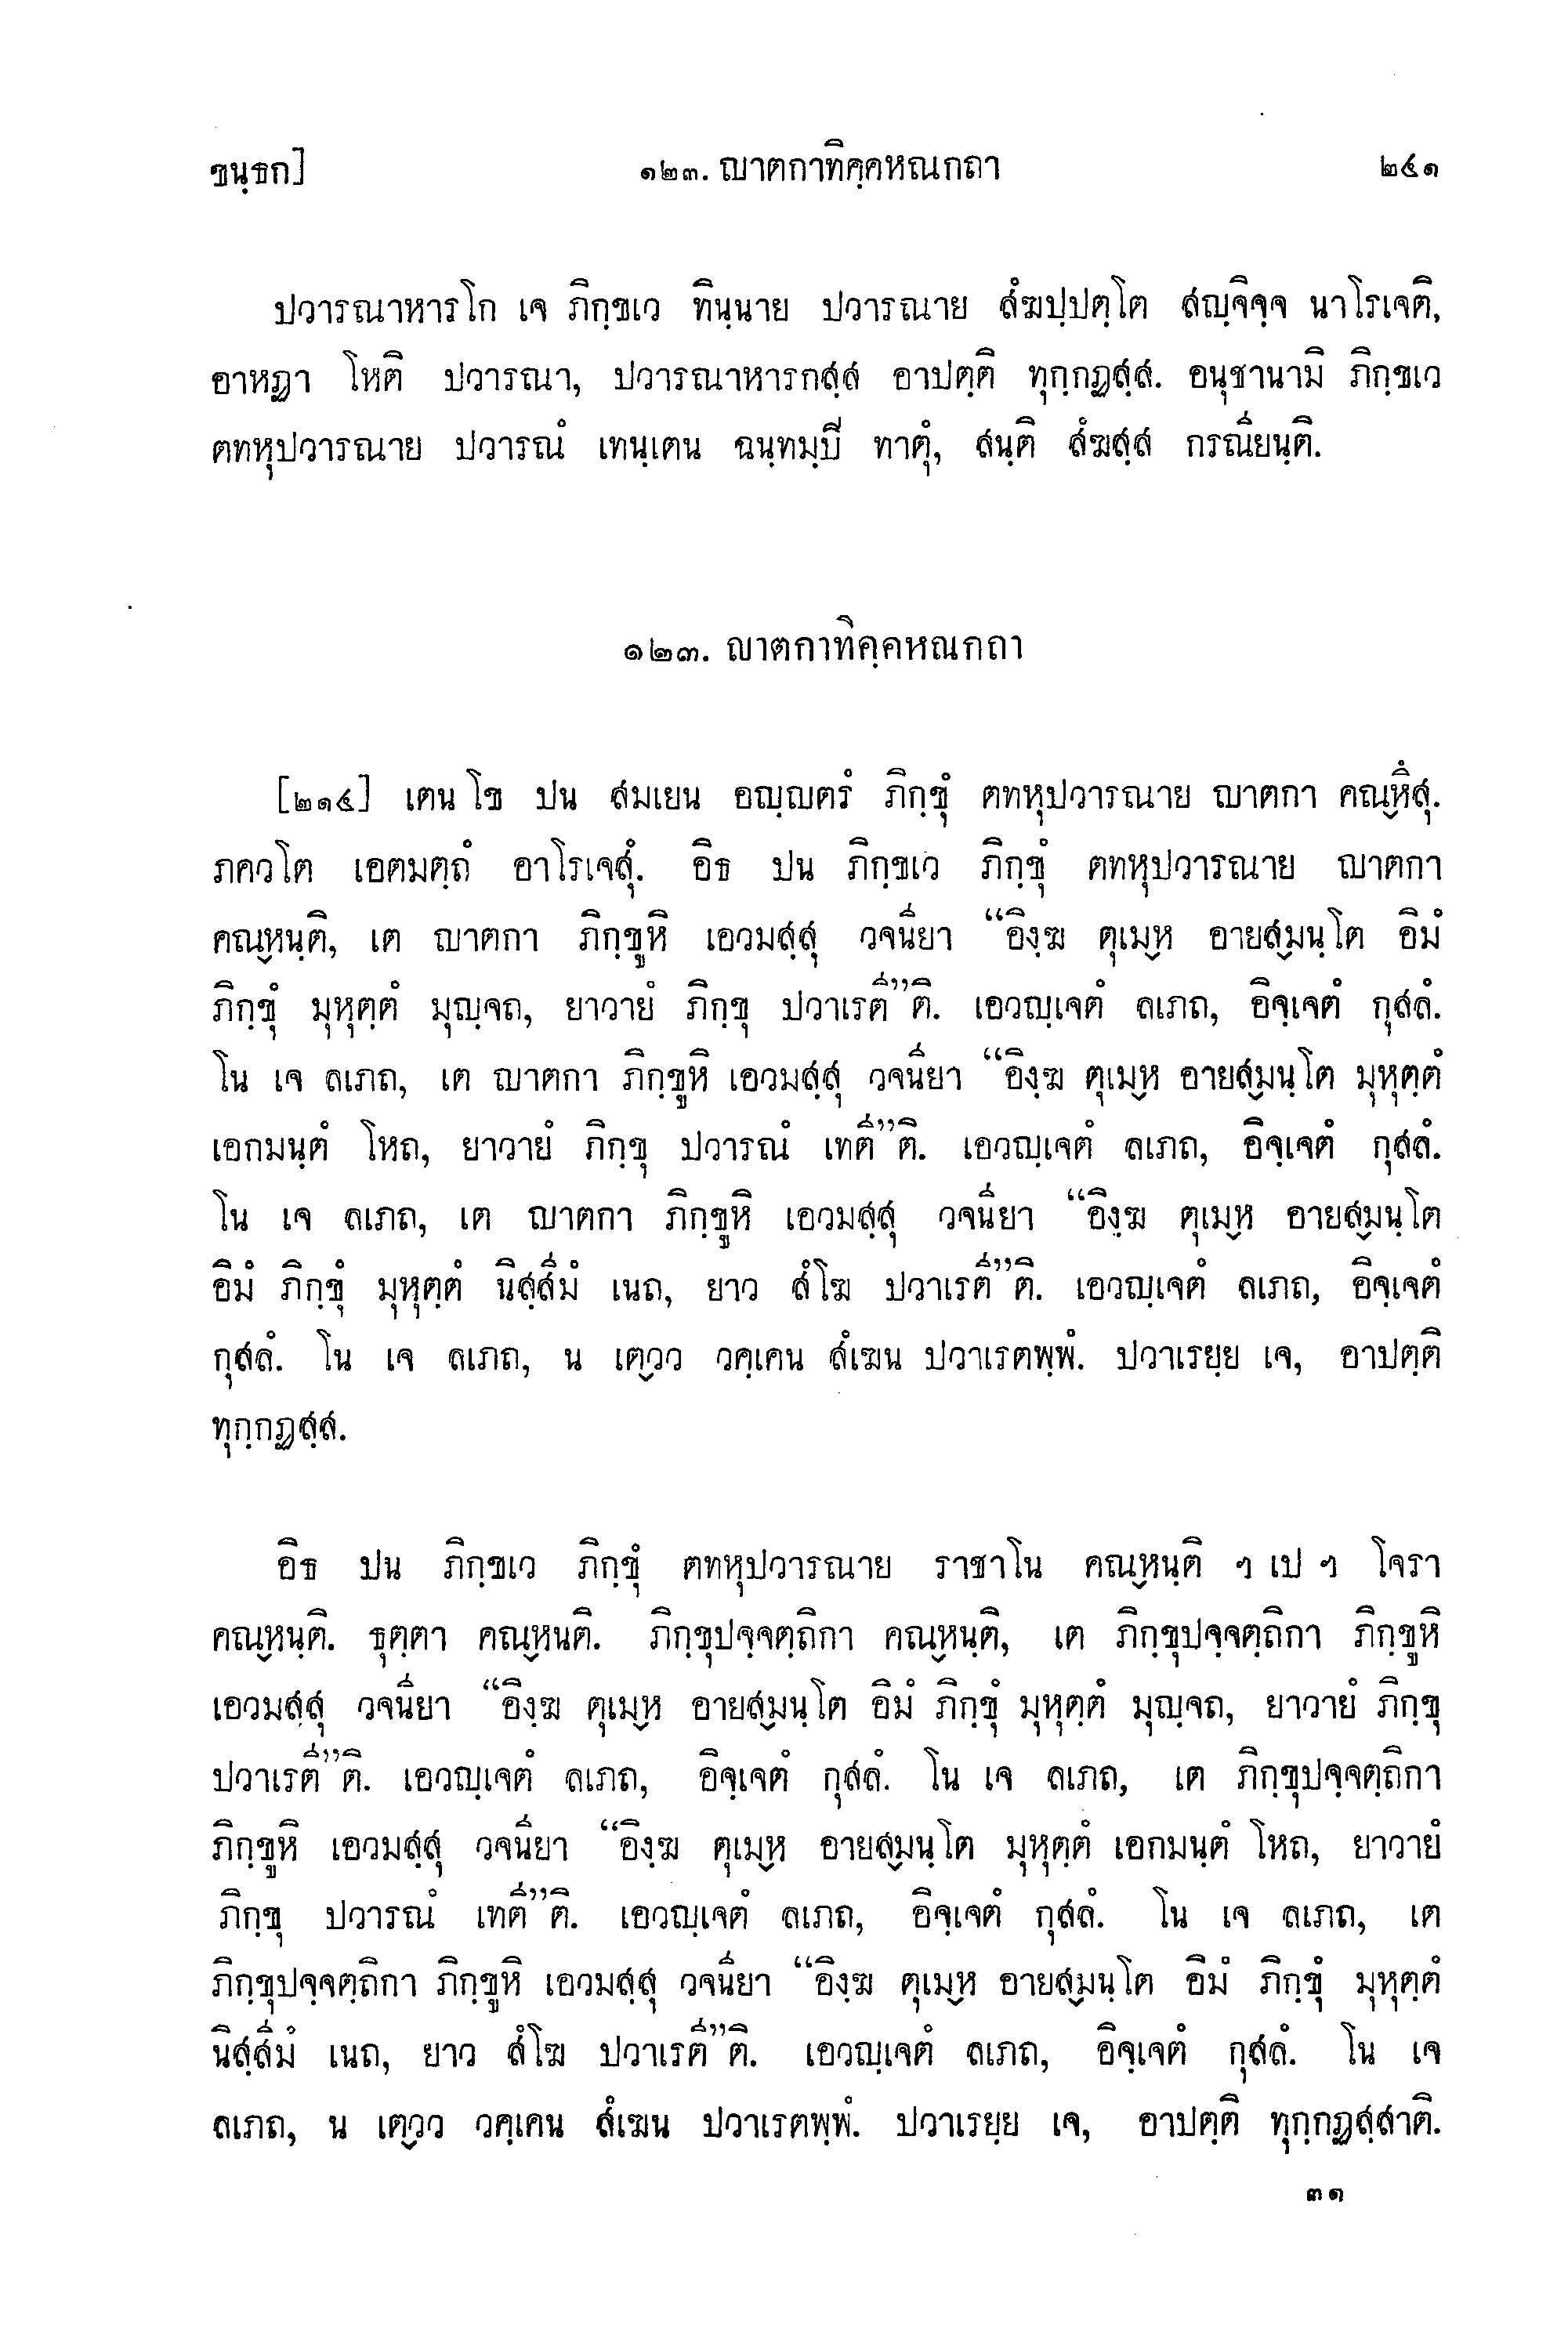 ขนฺธก] ๑๒๓. ญาตกาทิคฺคหณกถา ๒๔๑
ปวารณาหารโก เจ ภิกฺขเว ทินฺนาย ปวารณาย สํฆปฺปตฺโต สญฺจิจฺจ นาโรเจติ,
อาหฏา โหติ ปวารณา, ปวารณาหารกสฺส อาปตฺติ ทุกฺกฏสฺส. อนุชานามิ ภิกฺขเว
ตทหุปวารณาย ปวารณํ เทนฺเตน ฉนฺทมฺปิ ทาตุํ, สนฺติ สํฆสฺส กรณียนฺติ.
๑๒๓. ญาตกาทิคฺคหณกถา
[๒๑๔] เตน โข ปน สมเยน อญฺญตรํ ภิกฺขุํ ตทหุปวารณาย ญาตกา คณฺหึสุ.
ภควโต เอตมตฺถํ อาโรเจสุํ. อิธ ปน ภิกฺขเว ภิกฺขุํ ตทหุปวารณาย ญาตกา
คณฺหนฺติ, เต ญาตกา ภิกฺขูหิ เอวมสฺสุ วจนียา “อิงฺฆ ตุเมฺห อายสฺมนฺโต อิมํ
ภิกฺขุํ มุหุตฺตํ มุญฺจถ, ยาวายํ ภิกฺขุ ปวาเรตี”ติ. เอวญฺเจตํ ลเภถ, อิจฺเจตํ กุสลํ.
โน เจ ลเภถ, เต ญาตกา ภิกฺขูหิ เอวมสฺสุ วจนียา “อิงฺฆ ตุเมฺห อายสฺมนฺโต มุหุตฺตํ
เอกมนฺตํ โหถ, ยาวายํ ภิกฺขุ ปวารณํ เทตี”ติ. เอวญฺเจตํ ลเภถ, อิจฺเจตํ กุสลํ.
โน เจ ลเภถ, เต ญาตกา ภิกฺขูหิ เอวมสฺสุ วจนียา “อิงฺฆ ตุเมฺห อายสฺมนฺโต
อิมํ ภิกฺขุํ มุหุตฺตํ นิสฺสีมํ เนถ, ยาว สํโฆ ปวาเรตี”ติ. เอวญฺเจตํ ลเภถ, อิจฺเจตํ
กุสลํ. โน เจ ลเภถ, น เตฺวว วคฺเคน สํเฆน ปวาเรตพฺพํ. ปวาเรยฺย เจ, อาปตฺติ
ทุกฺกฏสฺส.
อิธ ปน ภิกฺขเว ภิกฺขุํ ตทหุปวารณาย ราชาโน คณฺหนฺติ ฯ เป ฯ โจรา
คณฺหนฺติ. ธุตฺตา คณฺหนติ. ภิกฺขุปจฺจตฺถิกา คณฺหนฺติ, เต ภิกฺขุปจฺจตฺถิกา ภิกฺขูหิ
เอวมสฺสุ วจนียา “อิงฺฆ ตุเมฺห อายสฺมนฺโต อิมํ ภิกฺขุํ มุหุตฺตํ มุญฺจถ, ยาวายํ ภิกฺขุ
ปวาเรตี”ติ. เอวญฺเจตํ ลเภถ, อิจฺเจตํ กุสลํ. โน เจ ลเภถ, เต ภิกฺขุปจฺจตฺถิกา
ภิกฺขูหิ เอวมสฺสุ วจนียา “อิงฺฆ ตุเมฺห อายสฺมนฺโต มุหุตฺตํ เอกมนฺตํ โหถ, ยาวายํ
ภิกฺขุ ปวารณํ เทตี”ติ. เอวญฺเจตํ ลเภถ, อิจฺเจตํ กุสลํ. โน เจ ลเภถ, เต
ภิกฺขุปจฺจตฺถิกา ภิกฺขูหิ เอวมสฺสุ วจนียา “อิงฺฆ ตุเมฺห อายสฺมนฺโต อิมํ ภิกฺขุํ มุหุตฺตํ
นิสฺสีมํ เนถ, ยาว สํโฆ ปวาเรตี”ติ. เอวญฺเจตํ ลเภถ, อิจฺเจตํ กุสลํ. โน เจ
ลเภถ, น เตฺวว วคฺเคน สํเฆน ปวาเรตพฺพํ. ปวาเรยฺย เจ, อาปตฺติ ทุกฺกฏสฺสาติ.
๓๑